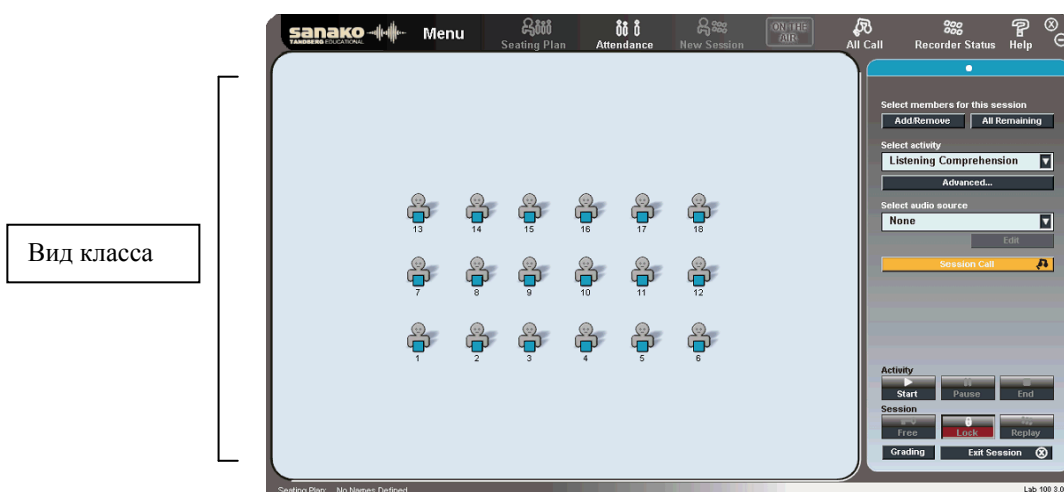 Вид класса
sanako
TANDBERG EDUCATIONAL
Menu
Seating Plan
Attendance
New Session
ON THE AIR
All Call
Recorder Status
Help
Select members for this session
Add/Remove
All Remaining
Select activity
Listening Comprehension
Advanced...
Select audio source
None
Edit
Session Call
13 14 15 16 17 18
7 8 9 10 11 12
1 2 3 4 5 6
Activity
Start Pause End
Session
Free Lock Replay
Grading Exit Session
Seating Plan: No Names Defined
Lab 100 3.0